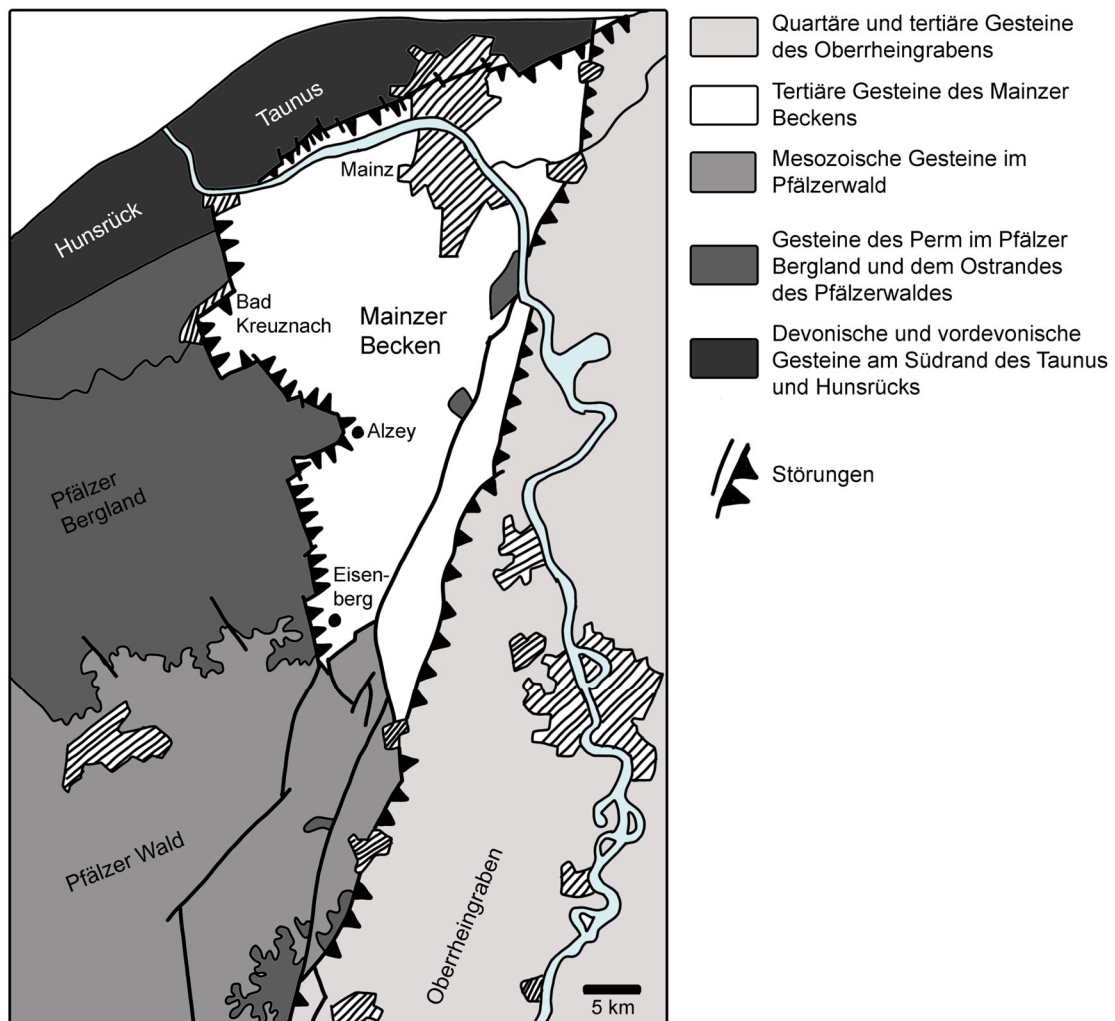 Taunus
Hunsrück
Mainz
Bad
Kreuznach
Mainzer
Becken
Alzey
Pfälzer
Bergland
Eisen-
berg
Pfälzer Wald
Oberrheingraben
5 km
Quartäre und tertiäre Gesteine
des Oberrheingrabens
Tertiäre Gesteine des Mainzer
Beckens
Mesozoische Gesteine im
Pfälzerwald
Gesteine des Perm im Pfälzer
Bergland und dem Ostrandes
des Pfälzerwaldes
Devonische und vordevonische
Gesteine am Südrand des Taunus
und Hunsrücks
Störungen